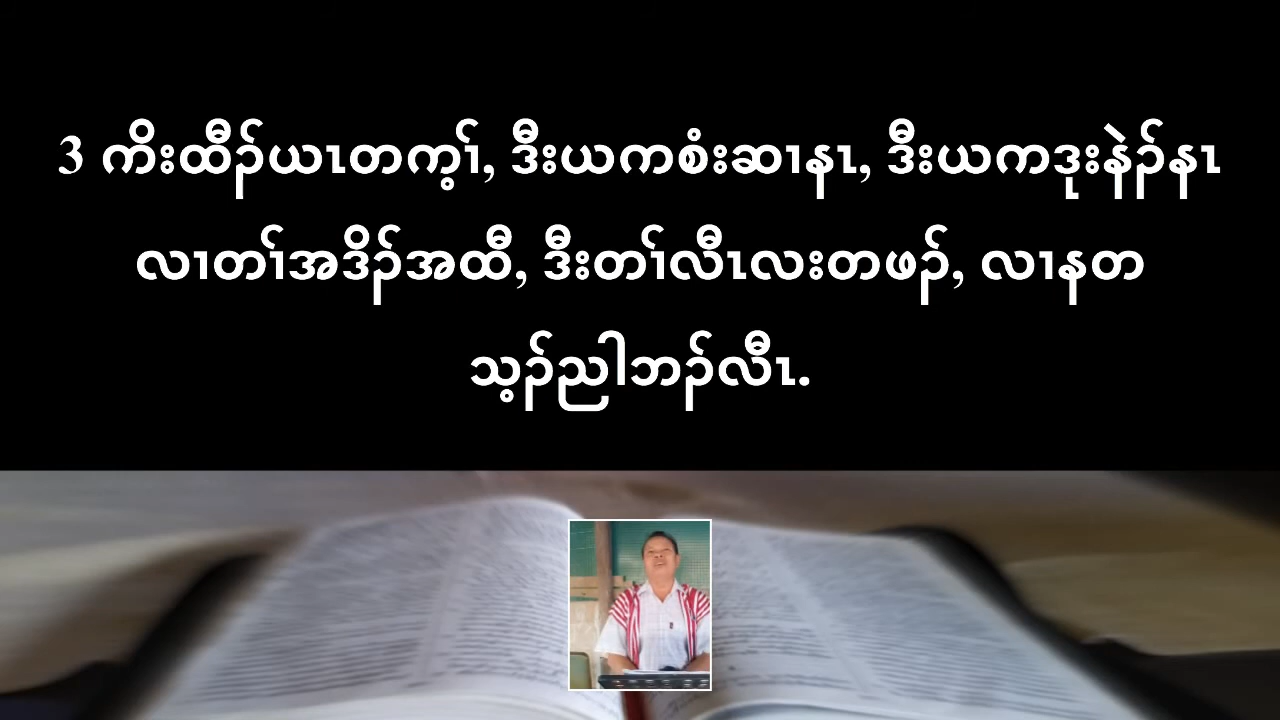 3 ကိးထီၣ်ယၤတက့ၢ်, ဒီးယကစံးဆၢနၤ, ဒီးယကဒုးနဲၣ်နၤ
လၢတၢ်အဒိၣ်အထီ, ဒီးတၢ်လီၤလးတဖၣ်, လၢနတ
သ့ၣ်ညါဘၣ်လီၤ.